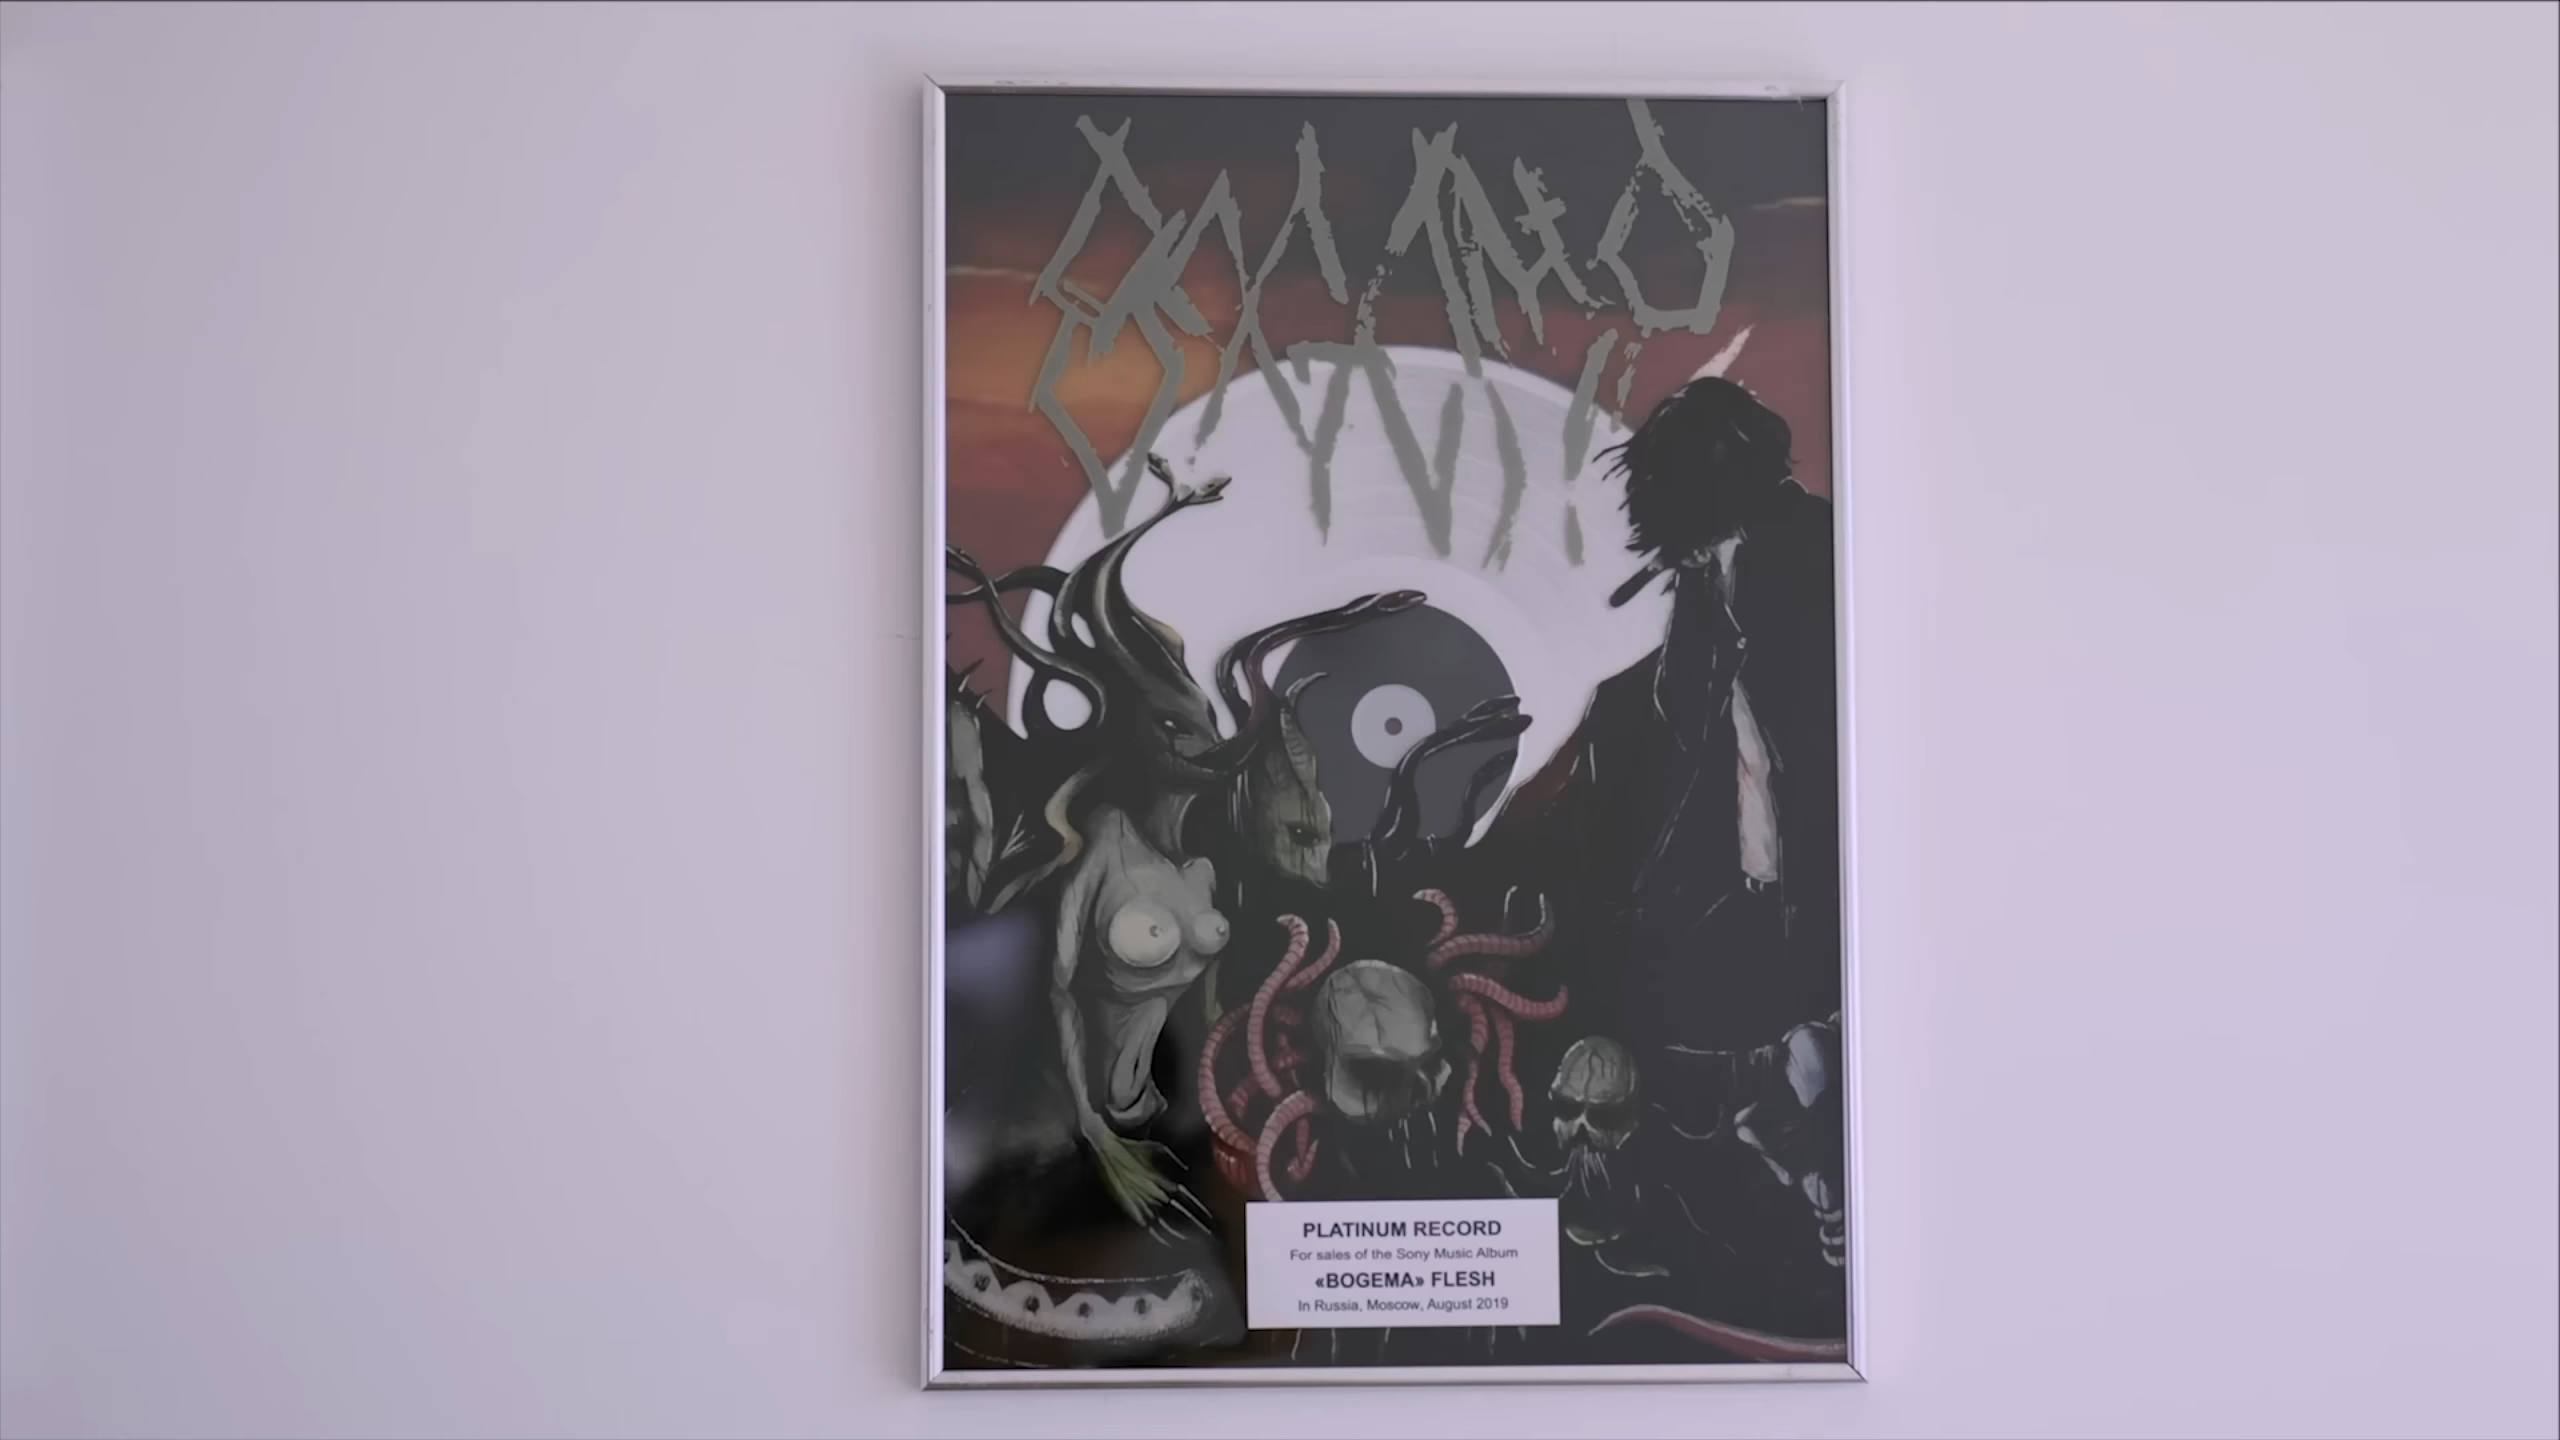 PLATINUM RECORD
For sales of the Sony Music Album
«BOGEMA» FLESH
In Russia, Moscow, August 2019